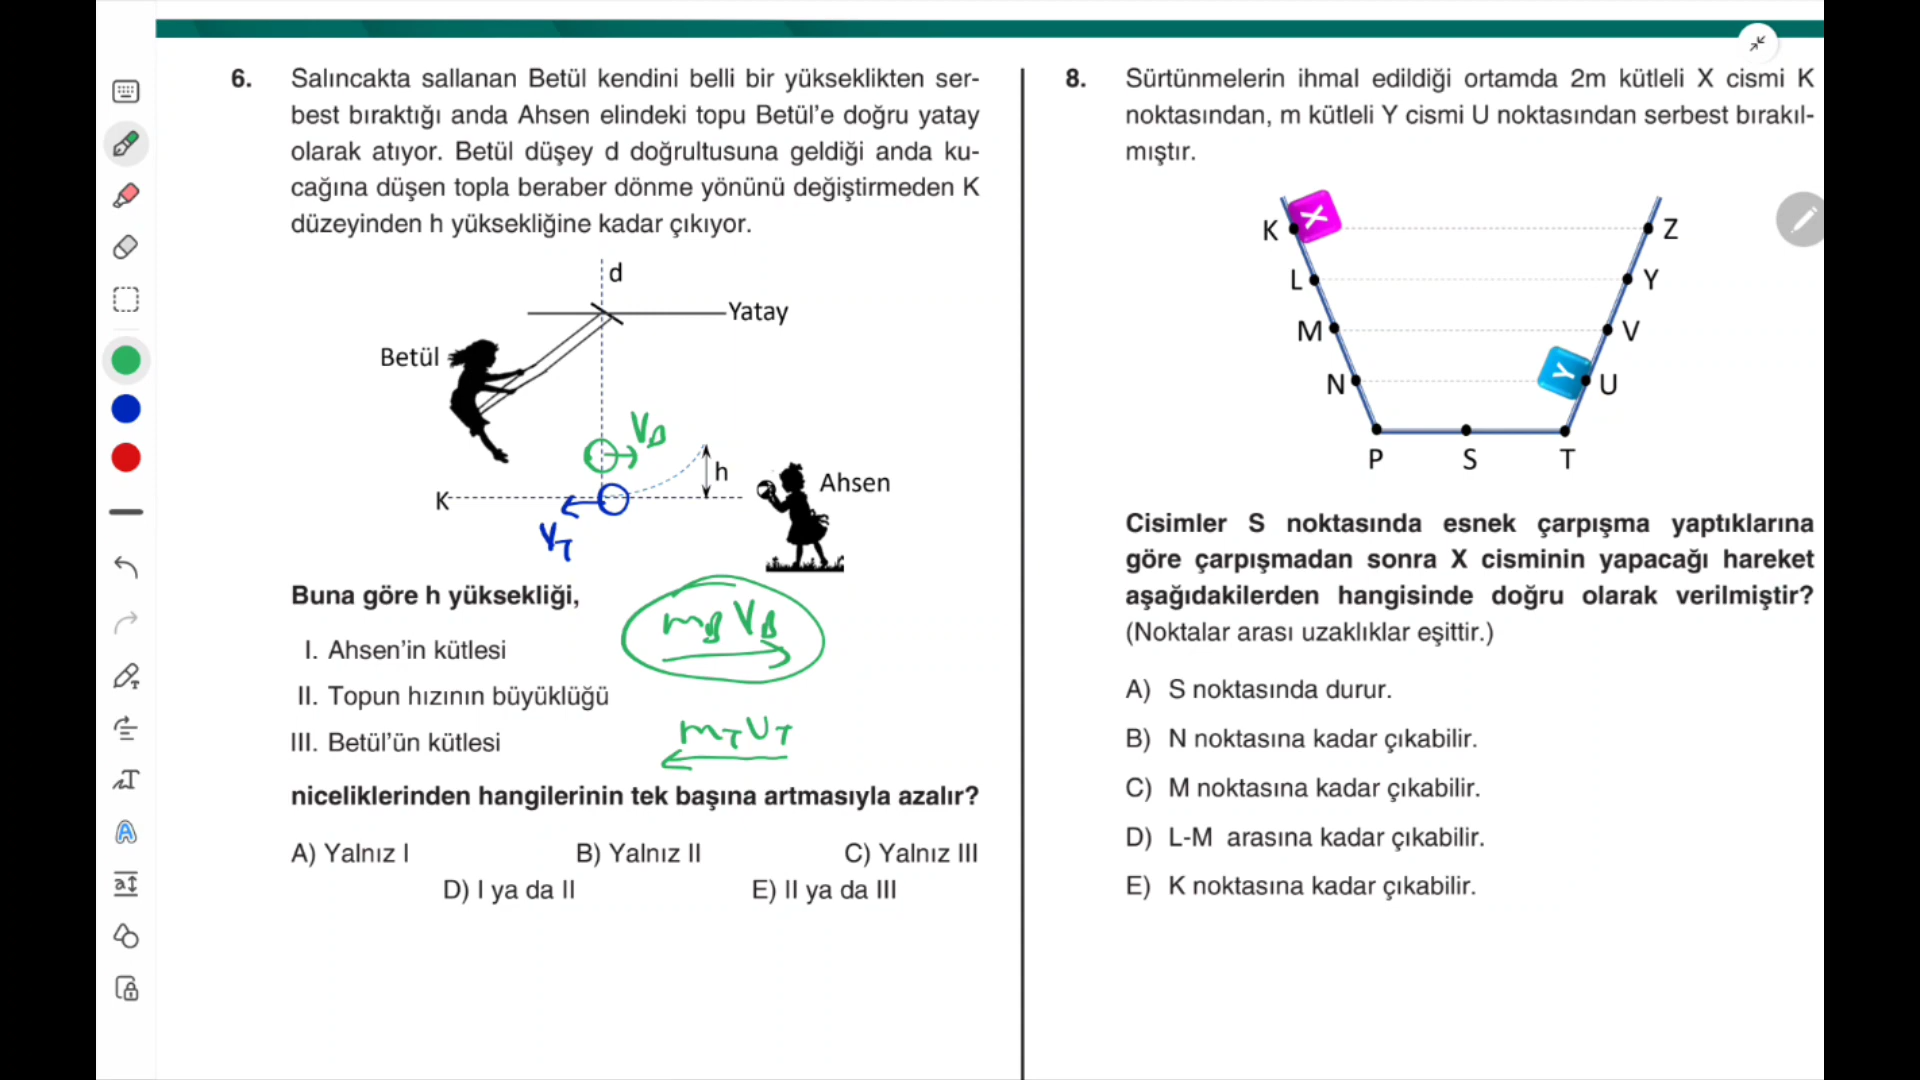 6. Salıncakta sallanan Betül kendini belli bir yükseklikten ser-
best bıraktığı anda Ahsen elindeki topu Betül'e doğru yatay
olarak atıyor. Betül düşey d doğrultusuna geldiği anda ku-
cağına düşen topla beraber dönme yönünü değiştirmeden K
düzeyinden h yüksekliğine kadar çıkıyor.
d
Yatay
Betül
V_B
h
Ahsen
K
V_T
Buna göre h yüksekliği,
m_B V_B
I. Ahsen'in kütlesi
II. Topun hızının büyüklüğü
m_T V_T
III. Betül'ün kütlesi
niceliklerinden hangilerinin tek başına artmasıyla azalır?
A) Yalnız I B) Yalnız II C) Yalnız III
D) I ya da II E) II ya da III
8. Sürtünmelerin ihmal edildiği ortamda 2m kütleli X cismi K
noktasından, m kütleli Y cismi U noktasından serbest bırakıl-
mıştır.
X
K Z
L Y
M V
Y
N U
P S T
Cisimler S noktasında esnek çarpışma yaptıklarına
göre çarpışmadan sonra X cisminin yapacağı hareket
aşağıdakilerden hangisinde doğru olarak verilmiştir?
(Noktalar arası uzaklıklar eşittir.)
A) S noktasında durur.
B) N noktasına kadar çıkabilir.
C) M noktasına kadar çıkabilir.
D) L-M arasına kadar çıkabilir.
E) K noktasına kadar çıkabilir.